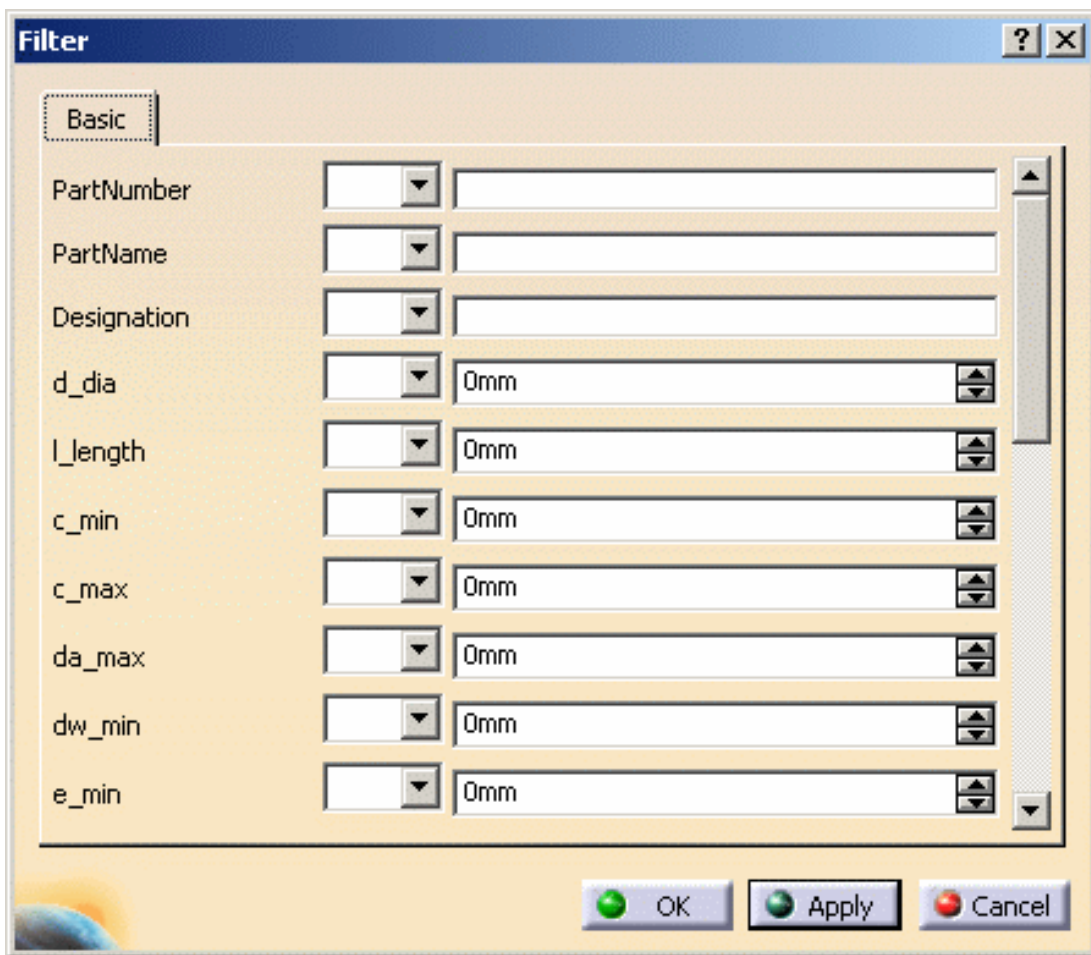 Filter
Basic
PartNumber
PartName
Designation
d_dia 0mm
l_length 0mm
c_min 0mm
c_max 0mm
da_max 0mm
dw_min 0mm
e_min 0mm
OK Apply Cancel